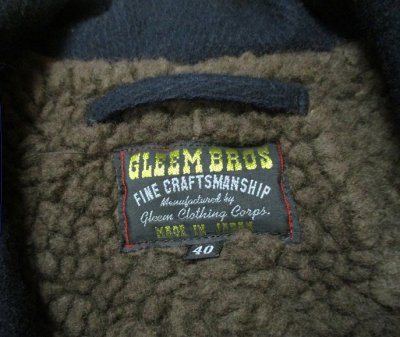 GLEEM BROS
FINE CRAFTSMANSHIP
Manufactured by
Gleem Clothing Corps.
MADE IN JAPAN
40